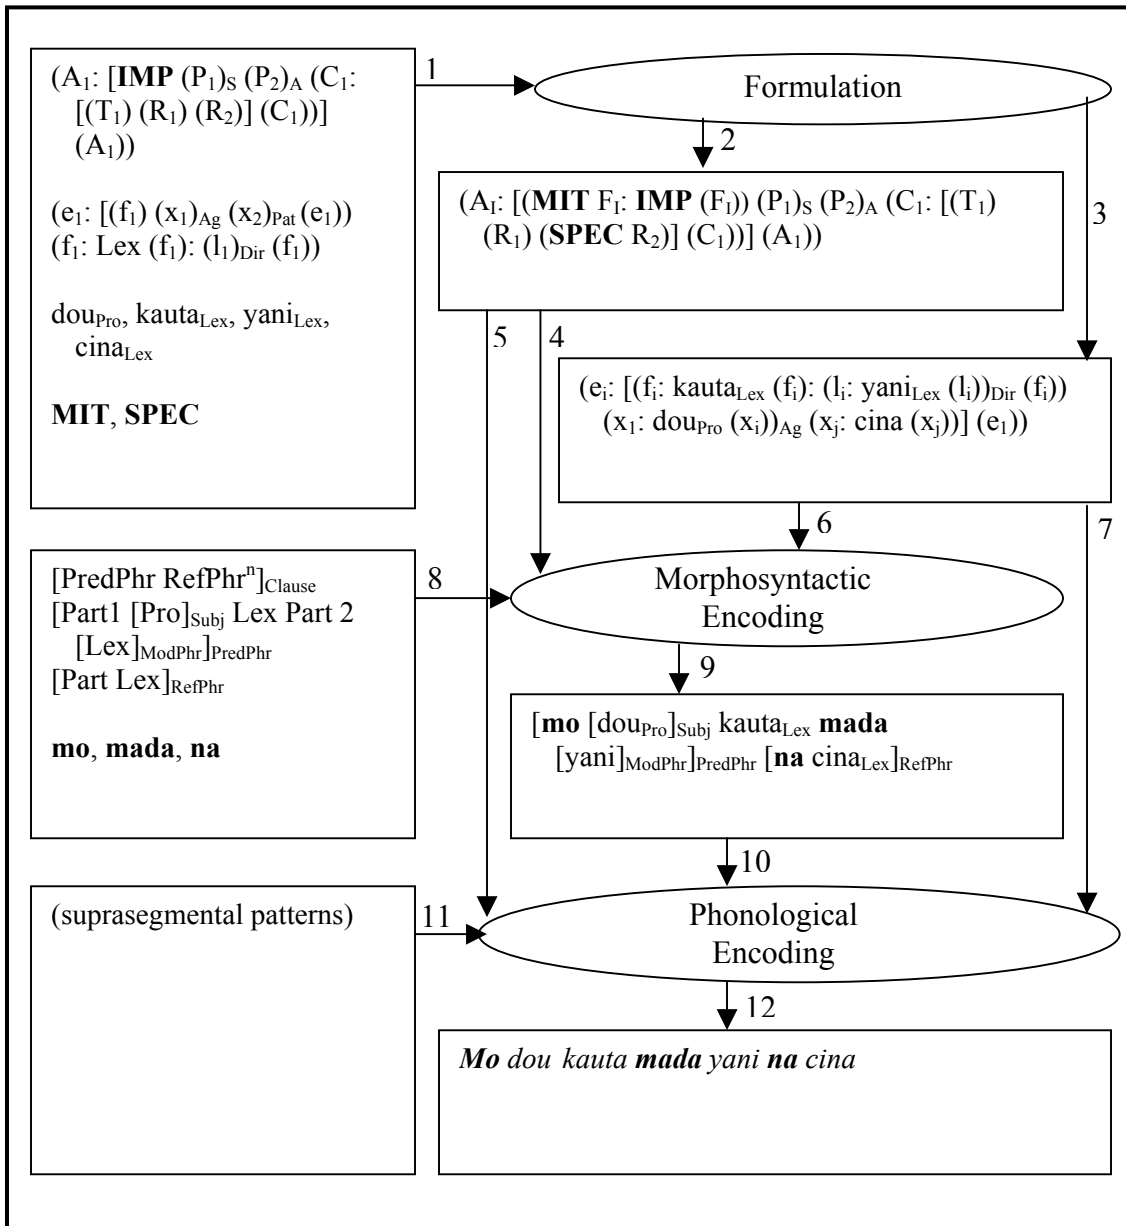 (A₁: [IMP (P₁)S (P₂)A (C₁:
[(T₁) (R₁) (R₂)] (C₁))]
(A₁))
(e₁: [(f₁) (x₁)Ag (x₂)Pat (e₁))
(f₁: Lex (f₁): (l₁)Dir (f₁))
douPro, kautaLex, yaniLex,
cinaLex
MIT, SPEC
1
Formulation
2
3
(AI: [(MIT FI: IMP (FI)) (P₁)S (P₂)A (C₁: [(T₁)
(R₁) (SPEC R₂)] (C₁))] (A₁))
5
4
(ei: [(fi: kautaLex (fi): (li: yaniLex (li))Dir (fi))
(x₁: douPro (xi))Ag (xj: cina (xj))] (e₁))
6
7
[PredPhr RefPhrⁿ]Clause
[Part1 [Pro]Subj Lex Part 2
[Lex]ModPhr]PredPhr
[Part Lex]RefPhr
mo, mada, na
8
Morphosyntactic
Encoding
9
[mo [douPro]Subj kautaLex mada
[yani]ModPhr]PredPhr [na cinaLex]RefPhr
10
(suprasegmental patterns)
11
Phonological
Encoding
12
Mo dou kauta mada yani na cina